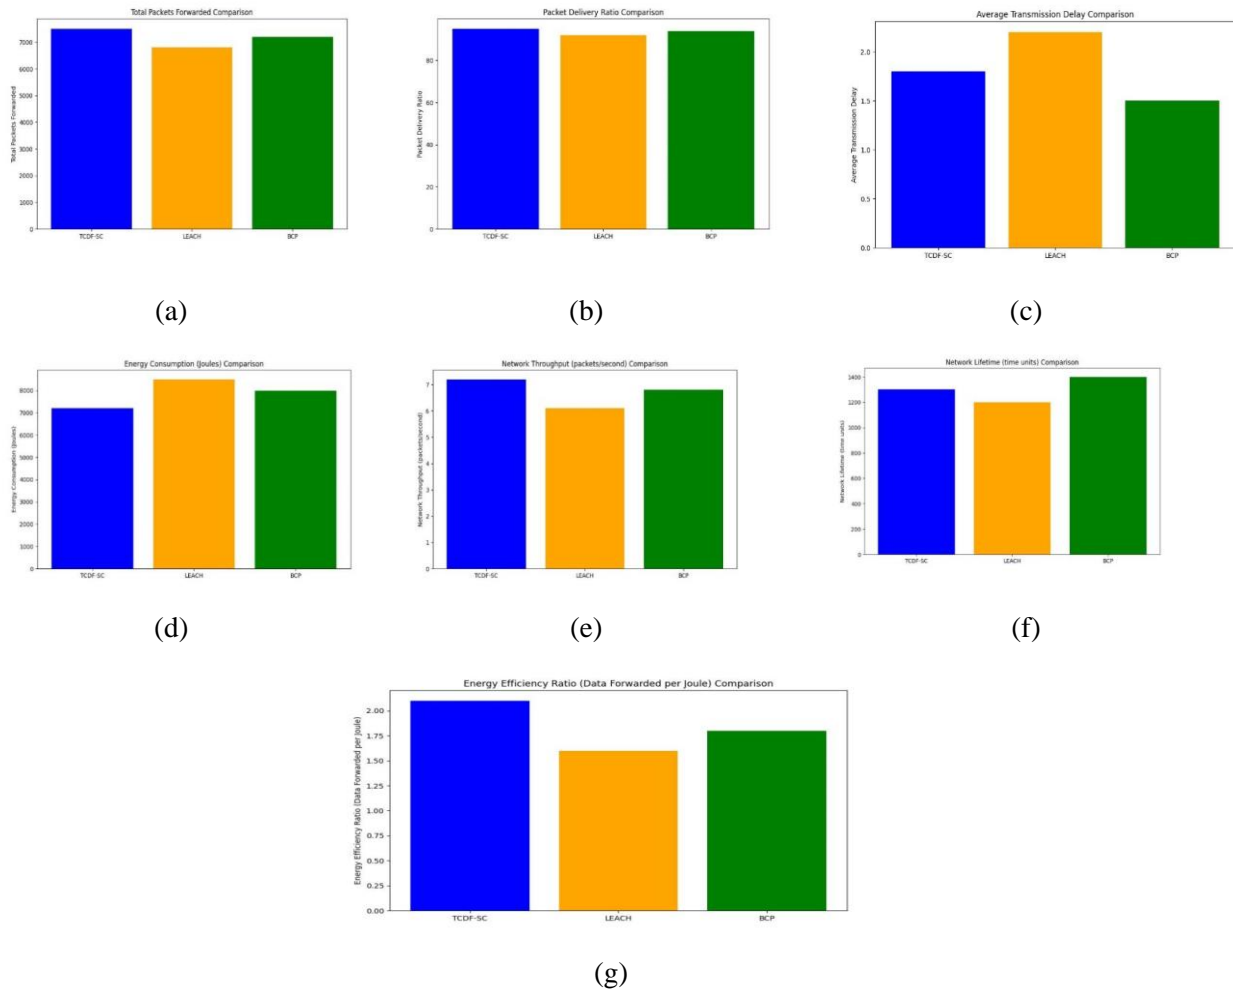 Total Packets Forwarded Comparison
Total Packets Forwarded
7000
6000
5000
4000
3000
2000
1000
0
TCDF-SC LEACH BCP
(a)
Packet Delivery Ratio Comparison
Packet Delivery Ratio
80
60
40
20
0
TCDF-SC LEACH BCP
(b)
Average Transmission Delay Comparison
Average Transmission Delay
2.0
1.5
1.0
0.5
0.0
TCDF-SC LEACH BCP
(c)
Energy Consumption (Joules) Comparison
Energy Consumption (Joules)
8000
7000
6000
5000
4000
3000
2000
1000
0
TCDF-SC LEACH BCP
(d)
Network Throughput (packets/second) Comparison
Network Throughput (packets/second)
7
6
5
4
3
2
1
0
TCDF-SC LEACH BCP
(e)
Network Lifetime (time units) Comparison
Network Lifetime (time units)
1400
1200
1000
800
600
400
200
0
TCDF-SC LEACH BCP
(f)
Energy Efficiency Ratio (Data Forwarded per Joule) Comparison
Energy Efficiency Ratio (Data Forwarded per Joule)
2.00
1.75
1.50
1.25
1.00
0.75
0.50
0.25
0.00
TCDF-SC LEACH BCP
(g)